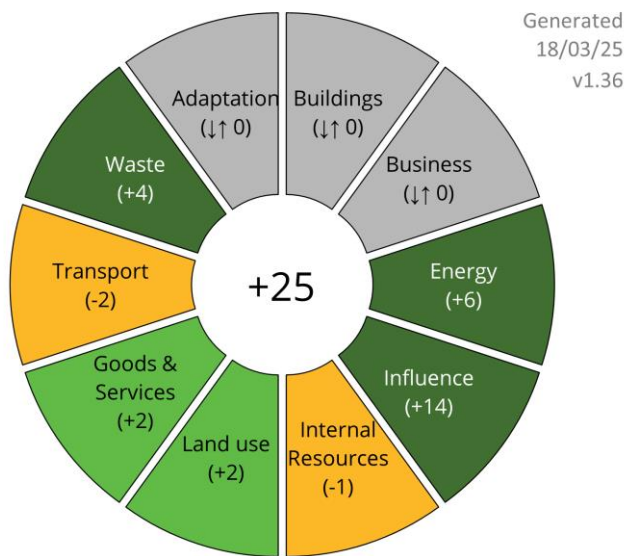 Generated
18/03/25
v1.36
Adaptation
(↓↑ 0)
Buildings
(↓↑ 0)
Business
(↓↑ 0)
Energy
(+6)
Influence
(+14)
Internal
Resources
(-1)
Land use
(+2)
Goods &
Services
(+2)
Transport
(-2)
Waste
(+4)
+25